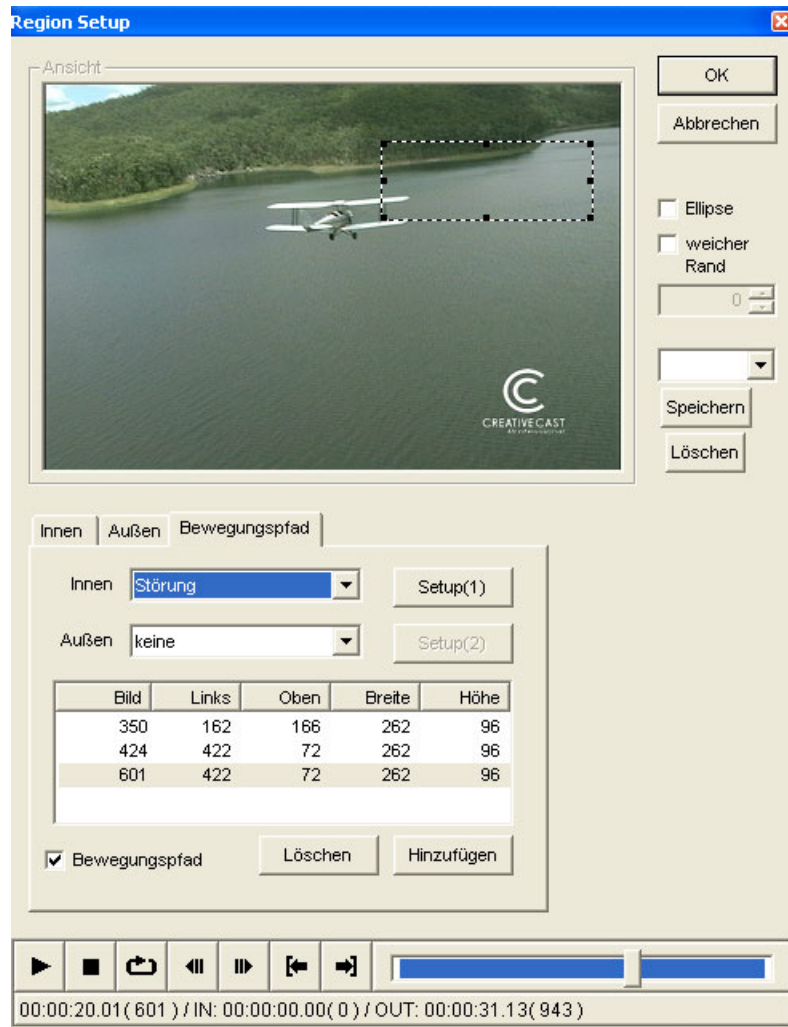 Region Setup
Ansicht
OK
Abbrechen
Ellipse
weicher
Rand
0
CREATIVE CAST
Speichern
Löschen
Innen Außen Bewegungspfad
Innen Störung Setup(1)
Außen keine Setup(2)
Bild Links Oben Breite Höhe
350 162 166 262 96
424 422 72 262 96
601 422 72 262 96
Bewegungspfad Löschen Hinzufügen
00:00:20.01( 601 ) / IN: 00:00:00.00( 0 ) / OUT: 00:00:31.13( 943 )